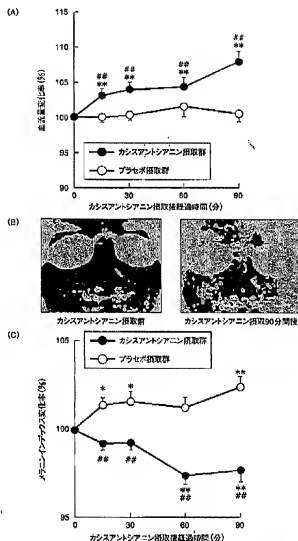 (A)
115
##
**
110
##
**
##
**
##
**
105
100
95
90
血流量変化率(%)
カシスアントシアニン摂取群
プラセボ摂取群
0 15 30 60 90
カシスアントシアニン摂取後経過時間(分)
(B)
カシスアントシアニン摂取前
カシスアントシアニン摂取90分間後
(C)
105
カシスアントシアニン摂取群
プラセボ摂取群
*
*
**
100
##
##
**
##
**
##
95
メラニンインデックス変化率(%)
0 15 30 60 90
カシスアントシアニン摂取後経過時間(分)